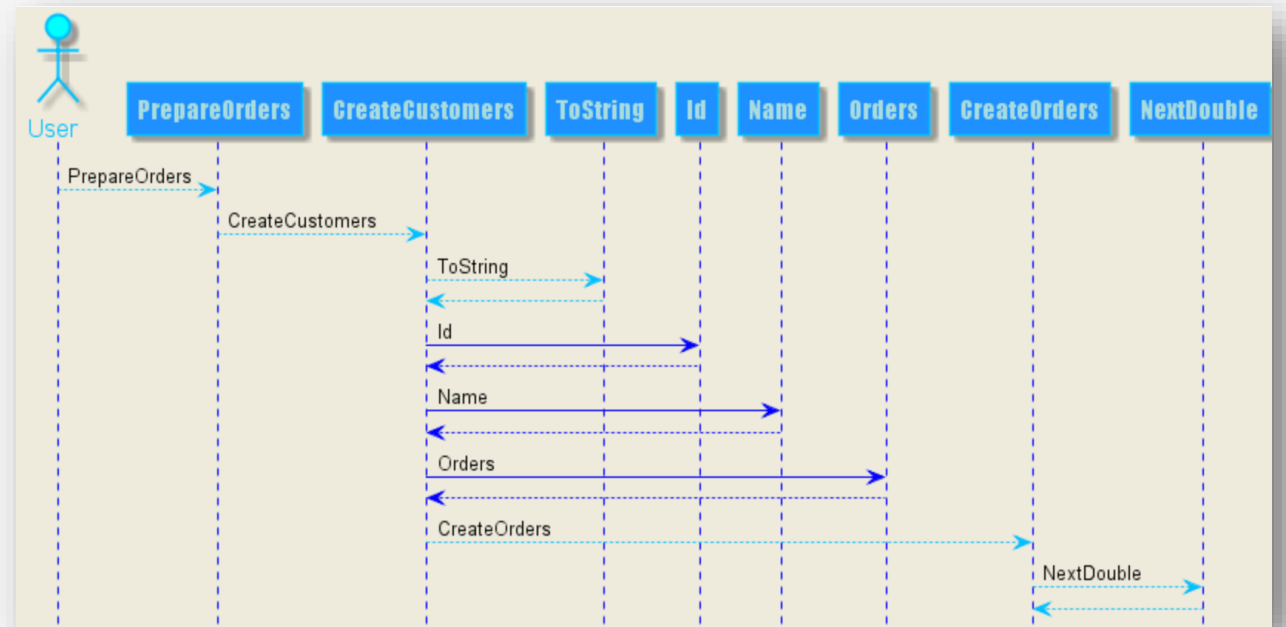 User
PrepareOrders
CreateCustomers
ToString
Id
Name
Orders
CreateOrders
NextDouble
PrepareOrders
CreateCustomers
ToString
Id
Name
Orders
CreateOrders
NextDouble